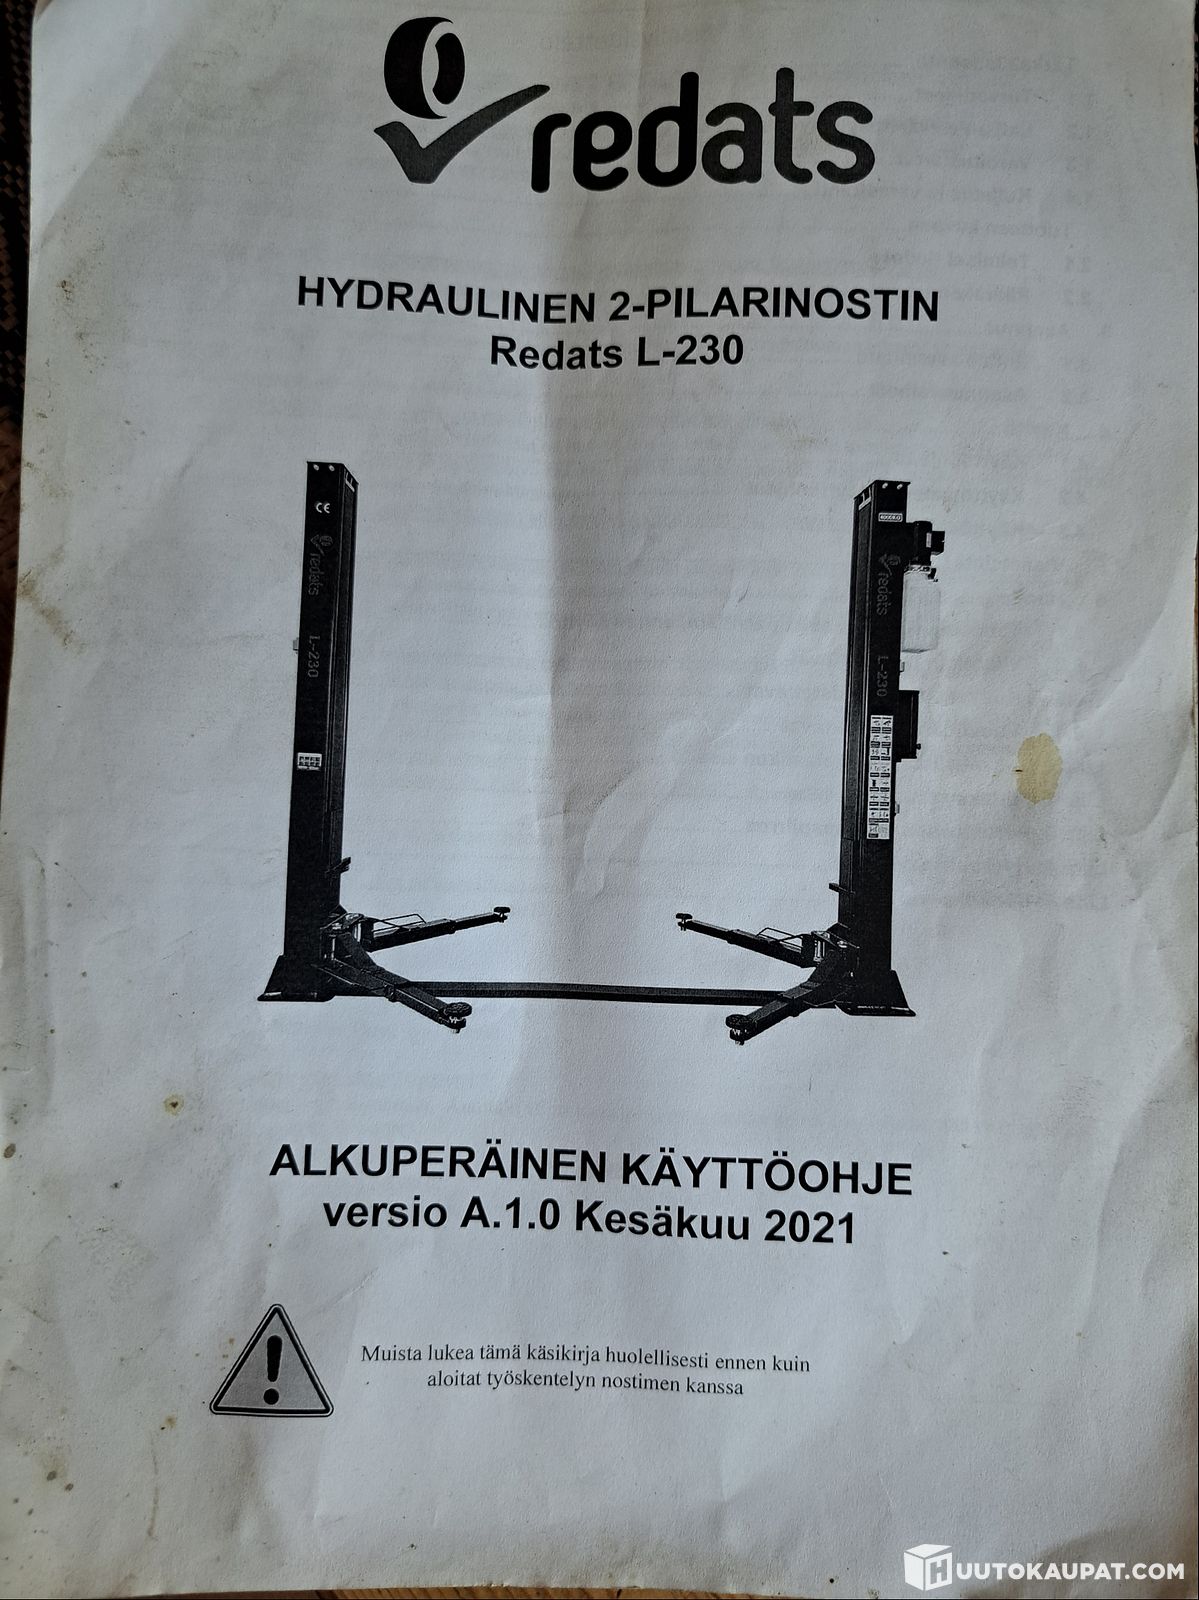 redats
HYDRAULINEN 2-PILARINOSTIN
Redats L-230
CE
redats
L-230
redats
L-230
ALKUPERÄINEN KÄYTTÖOHJE
versio A.1.0 Kesäkuu 2021
Muista lukea tämä käsikirja huolellisesti ennen kuin
aloitat työskentelyn nostimen kanssa
HUUTOKAUPAT.COM